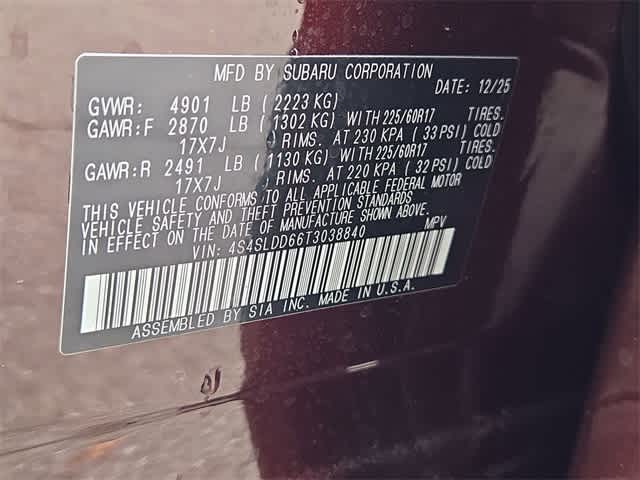 MFD BY SUBARU CORPORATION
DATE: 12/25
GVWR: 4901 LB (2223 KG)
GAWR:F 2870 LB (1302 KG) WITH 225/60R17 TIRES.
17X7J ) RIMS. AT 230 KPA (33 PSI) COLD
GAWR:R 2491 LB (1130 KG) WITH 225/60R17 TIRES.
17X7J ) RIMS. AT 220 KPA (32 PSI) COLD
THIS VEHICLE CONFORMS TO ALL APPLICABLE FEDERAL MOTOR
VEHICLE SAFETY THEFT PREVENTION STANDARDS
IN EFFECT ON THE DATE OF MANUFACTURE SHOWN ABOVE.
VIN: 4S4SLDD66T3038840 MPV
ASSEMBLED BY SIA INC. MADE IN U.S.A.